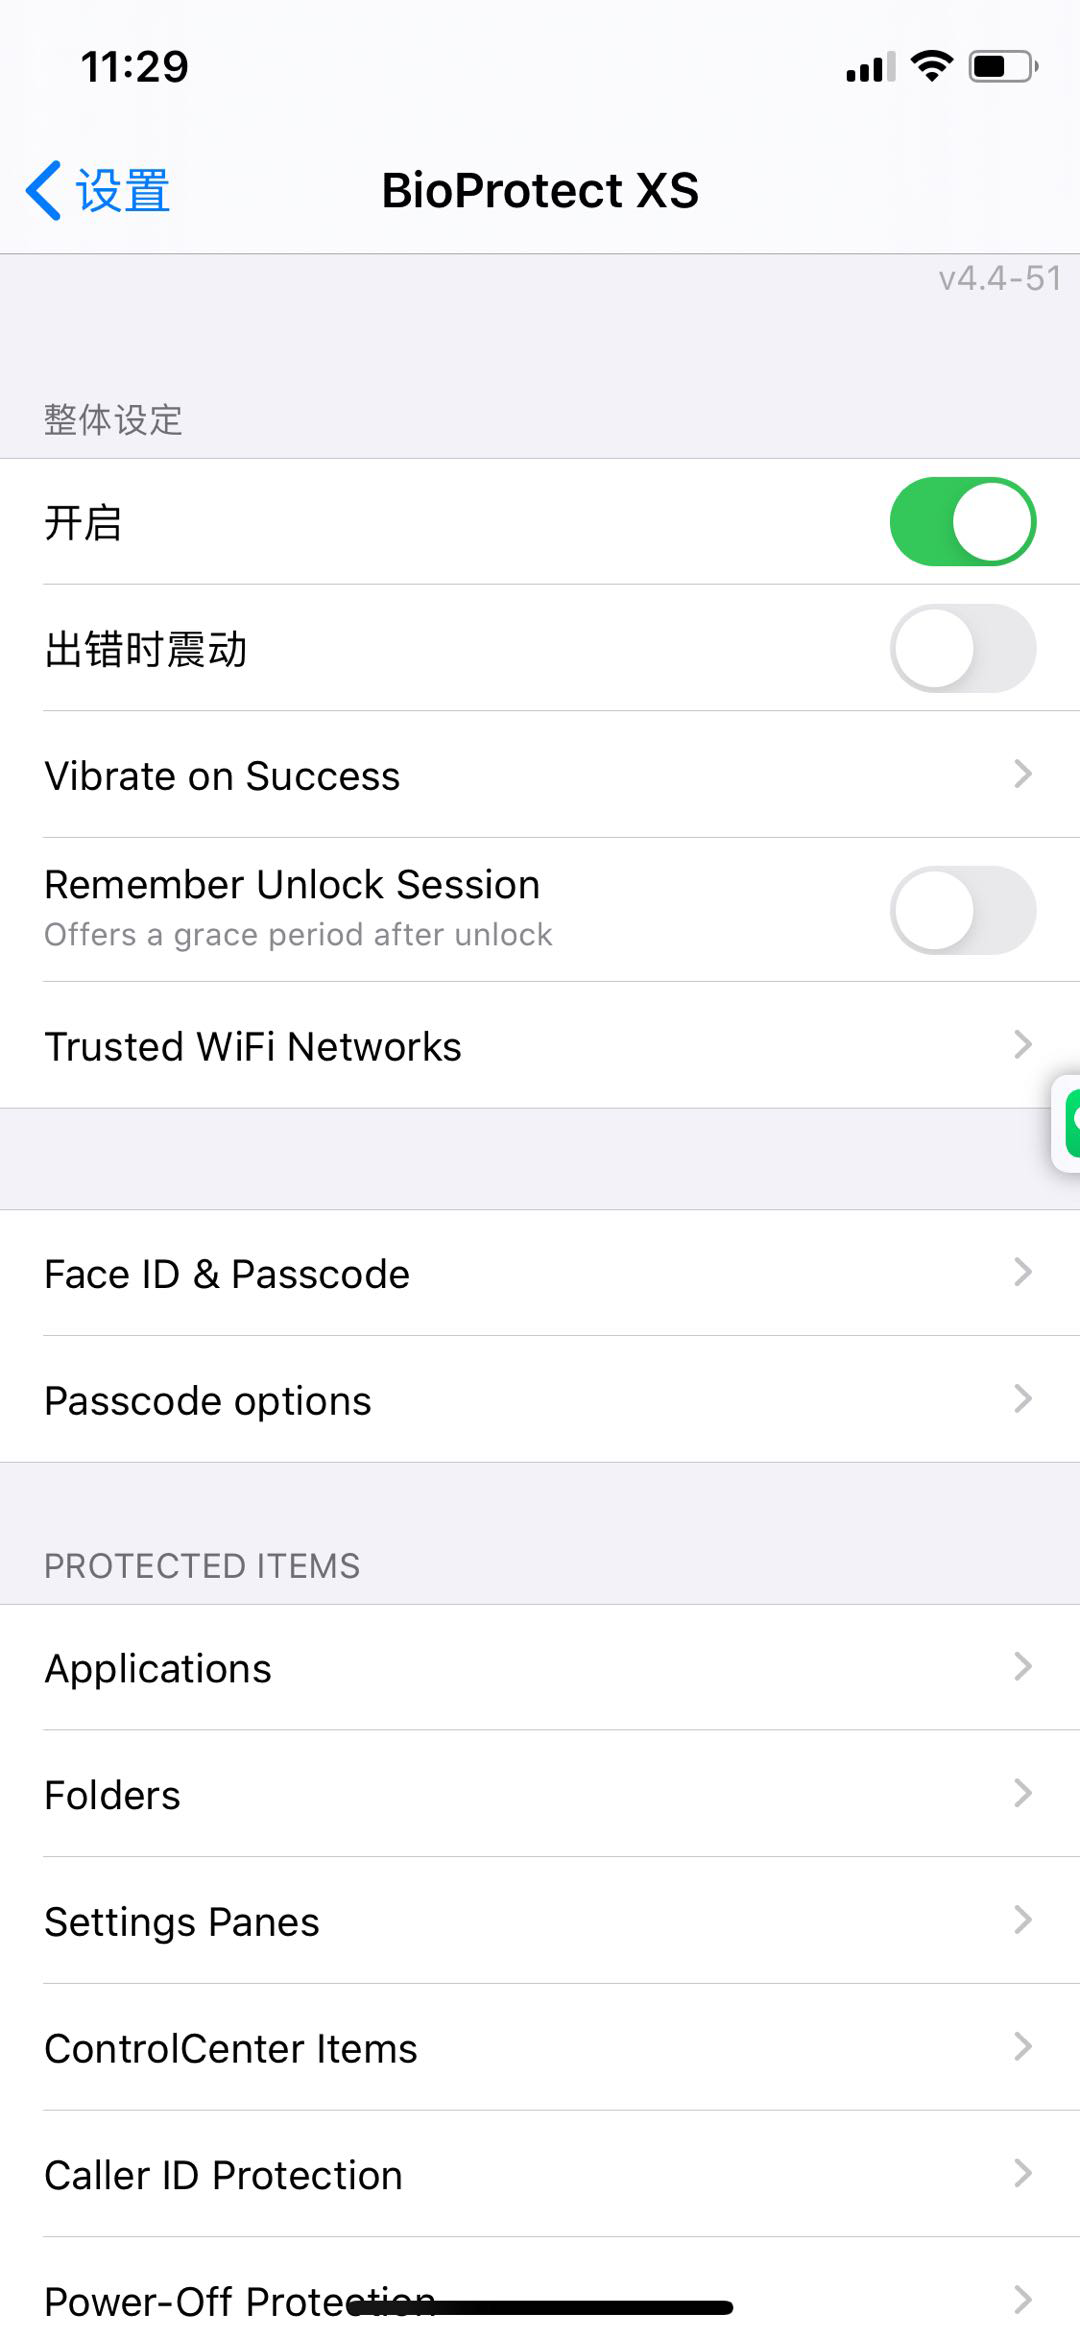 11:29
设置
BioProtect XS
v4.4-51
整体设定
开启
出错时震动
Vibrate on Success
Remember Unlock Session
Offers a grace period after unlock
Trusted WiFi Networks
Face ID & Passcode
Passcode options
PROTECTED ITEMS
Applications
Folders
Settings Panes
ControlCenter Items
Caller ID Protection
Power-Off Protection